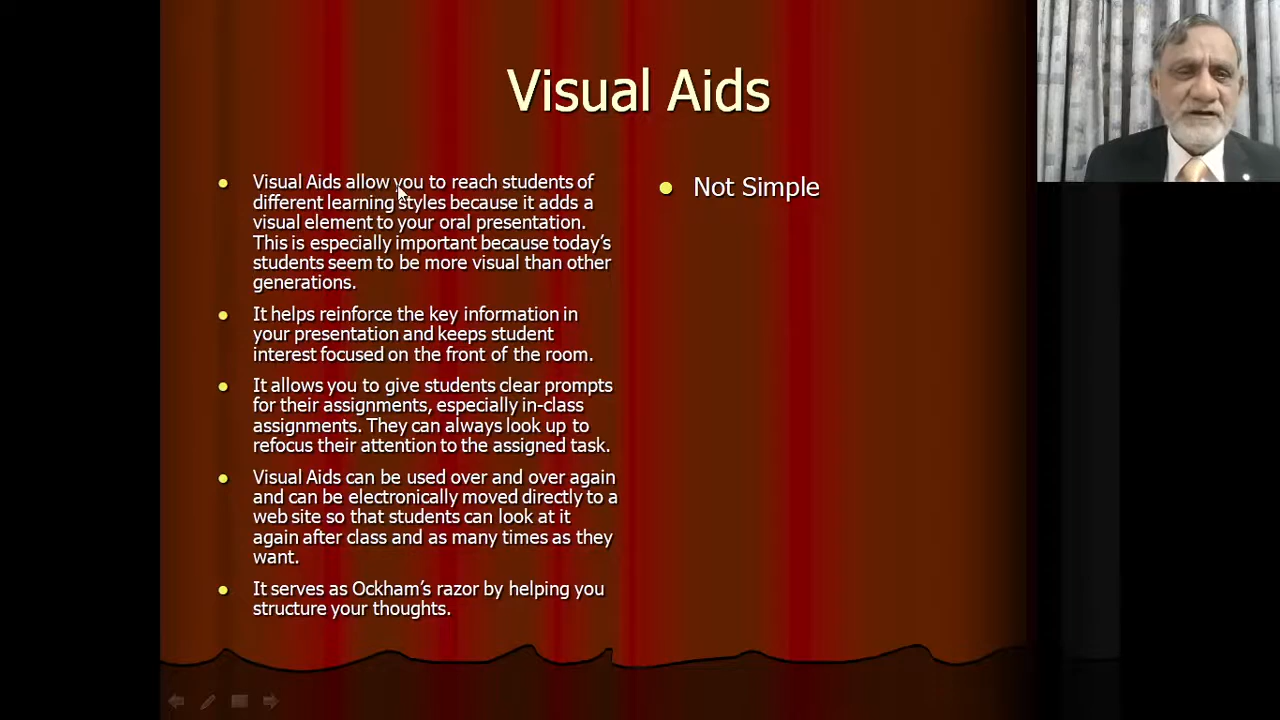 Visual Aids
Visual Aids allow you to reach students of
different learning styles because it adds a
visual element to your oral presentation.
This is especially important because today's
students seem to be more visual than other
generations.
It helps reinforce the key information in
your presentation and keeps student
interest focused on the front of the room.
It allows you to give students clear prompts
for their assignments, especially in-class
assignments. They can always look up to
refocus their attention to the assigned task.
Visual Aids can be used over and over again
and can be electronically moved directly to a
web site so that students can look at it
again after class and as many times as they
want.
It serves as Ockham's razor by helping you
structure your thoughts.
Not Simple